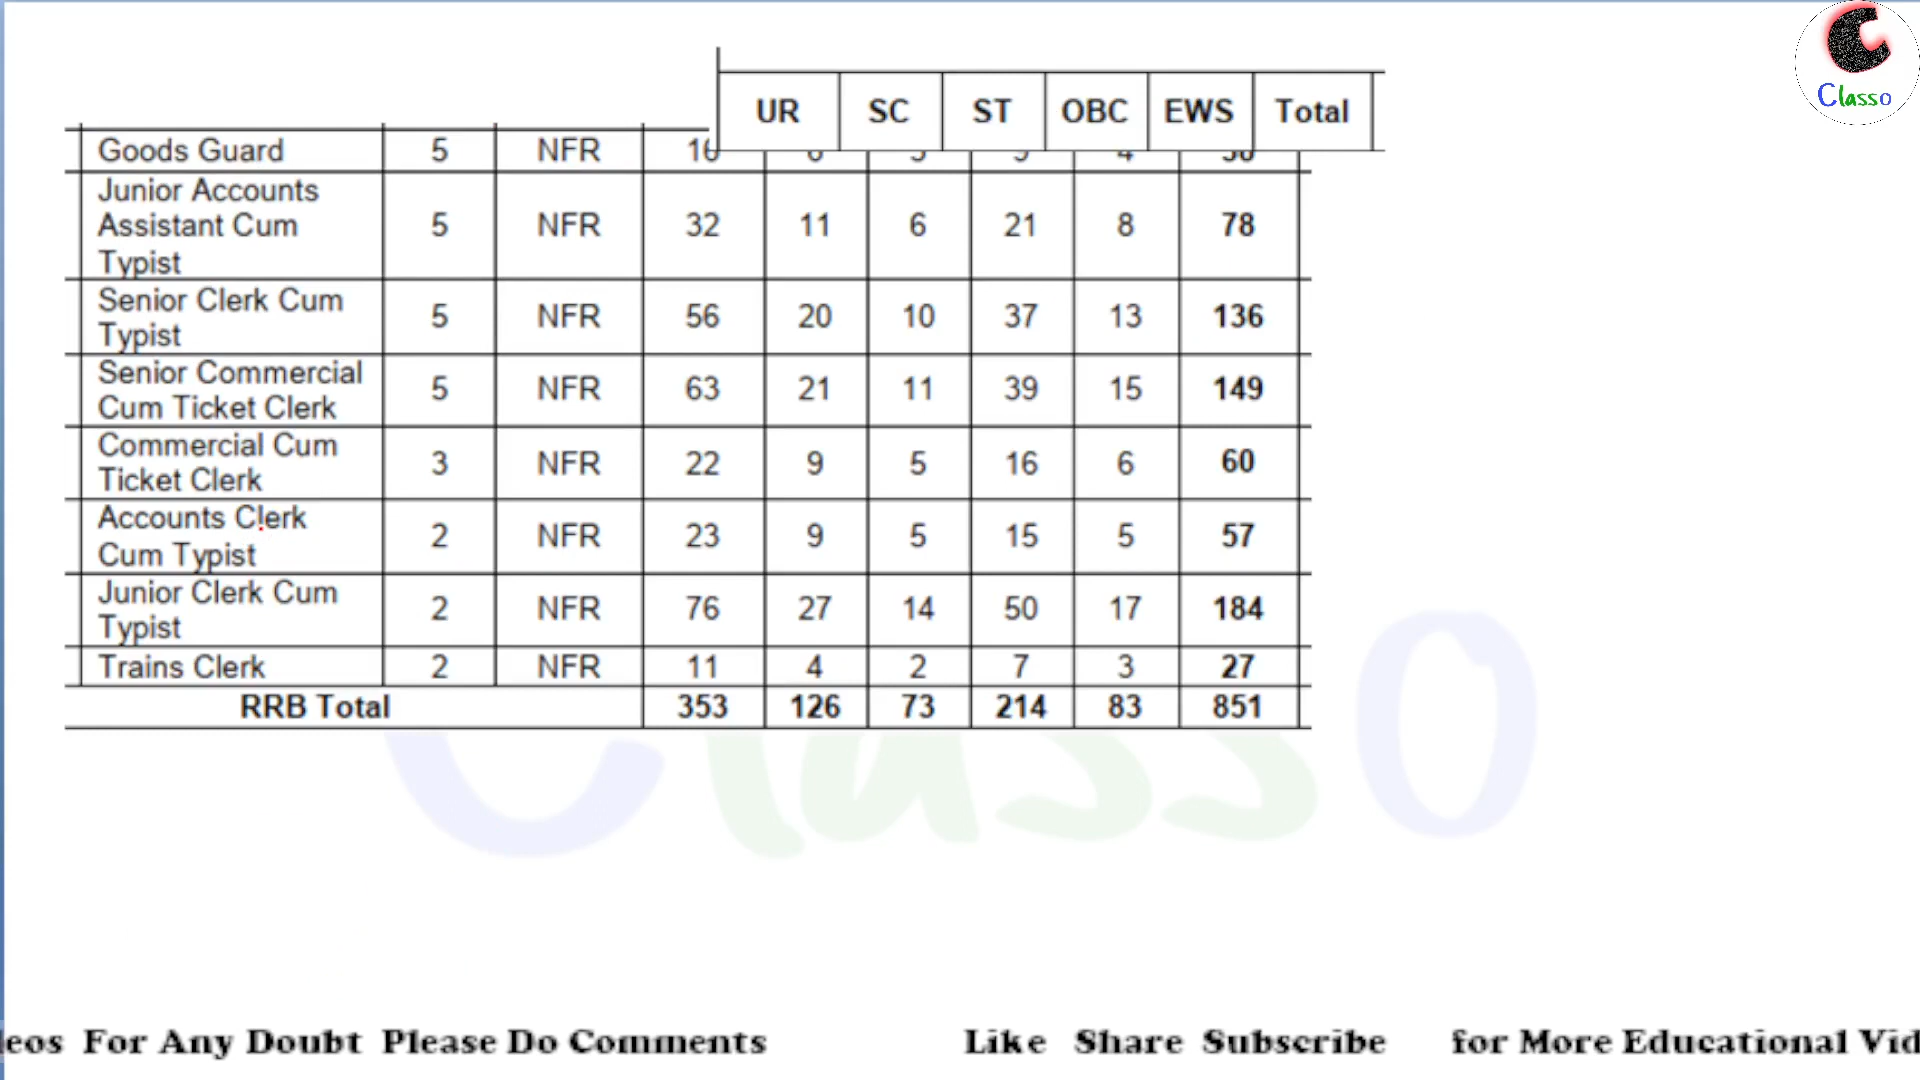 Classo
UR SC ST OBC EWS Total
Goods Guard 5 NFR
Junior Accounts
Assistant Cum
Typist 5 NFR 32 11 6 21 8 78
Senior Clerk Cum
Typist 5 NFR 56 20 10 37 13 136
Senior Commercial
Cum Ticket Clerk 5 NFR 63 21 11 39 15 149
Commercial Cum
Ticket Clerk 3 NFR 22 9 5 16 6 60
Accounts Clerk
Cum Typist 2 NFR 23 9 5 15 5 57
Junior Clerk Cum
Typist 2 NFR 76 27 14 50 17 184
Trains Clerk 2 NFR 11 4 2 7 3 27
RRB Total 353 126 73 214 83 851
Classo
eos For Any Doubt Please Do Comments Like Share Subscribe for More Educational Vid